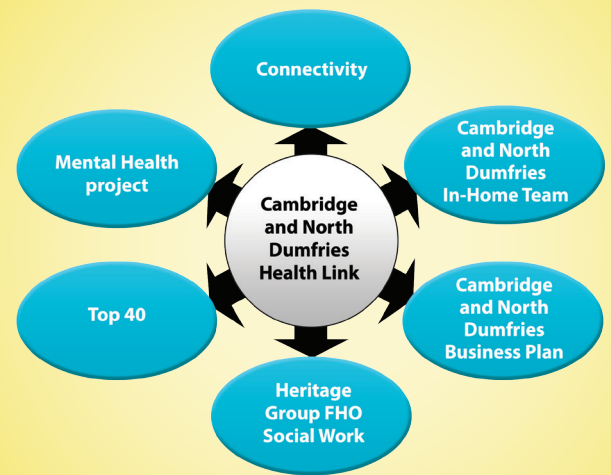 Connectivity
Mental Health
project
Cambridge
and North
Dumfries
In-Home Team
Cambridge
and North
Dumfries
Health Link
Top 40
Cambridge
and North
Dumfries
Business Plan
Heritage
Group FHO
Social Work